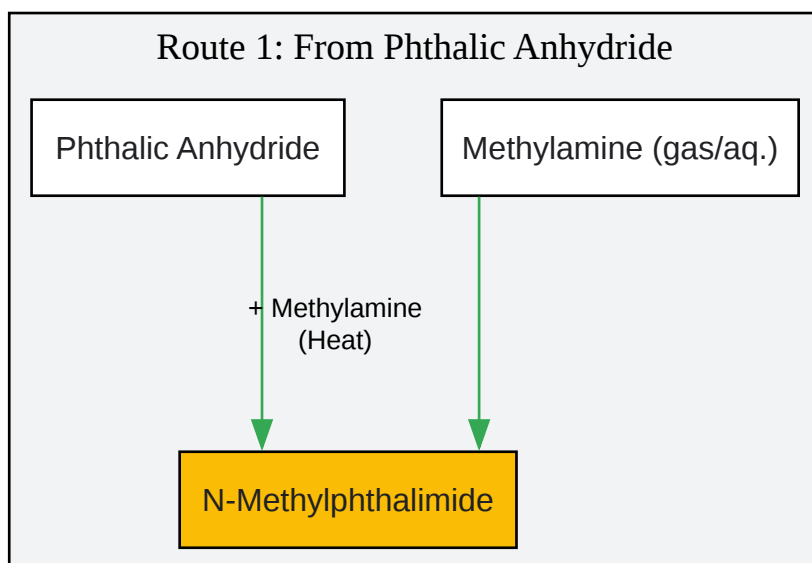 Route 1: From Phthalic Anhydride
Phthalic Anhydride
Methylamine (gas/aq.)
+ Methylamine
(Heat)
N-Methylphthalimide